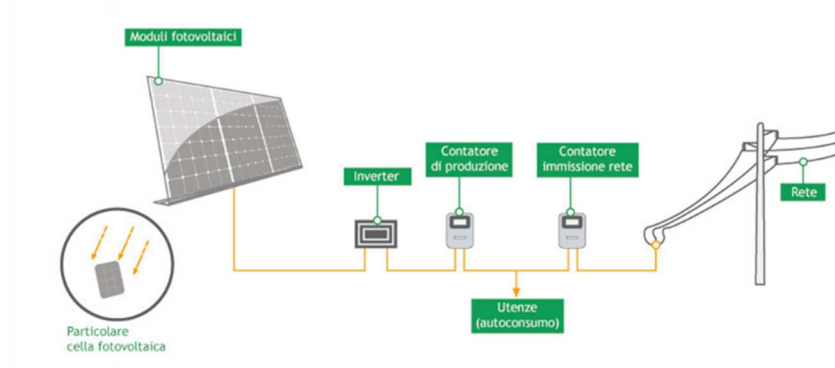 Moduli fotovoltaici
Inverter
Contatore
di produzione
Contatore
immissione rete
Rete
Utenze
(autoconsumo)
Particolare
cella fotovoltaica